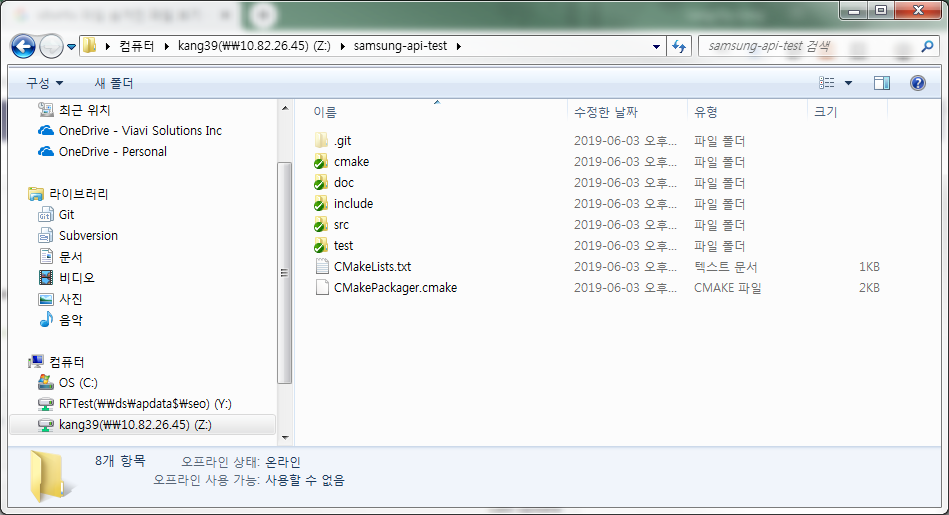 컴퓨터 ▸ kang39(₩₩10.82.26.45) (Z:) ▸ samsung-api-test ▸
samsung-api-test 검색
구성 새 폴더
최근 위치
OneDrive - Viavi Solutions Inc
OneDrive - Personal
라이브러리
Git
Subversion
문서
비디오
사진
음악
컴퓨터
OS (C:)
RFTest(₩₩ds₩apdata$₩seo) (Y:)
kang39(₩₩10.82.26.45) (Z:)
이름 수정한 날짜 유형 크기
.git 2019-06-03 오후... 파일 폴더
cmake 2019-06-03 오후... 파일 폴더
doc 2019-06-03 오후... 파일 폴더
include 2019-06-03 오후... 파일 폴더
src 2019-06-03 오후... 파일 폴더
test 2019-06-03 오후... 파일 폴더
CMakeLists.txt 2019-06-03 오후... 텍스트 문서 1KB
CMakePackager.cmake 2019-06-03 오후... CMAKE 파일 2KB
8개 항목 오프라인 상태: 온라인
오프라인 사용 가능: 사용할 수 없음